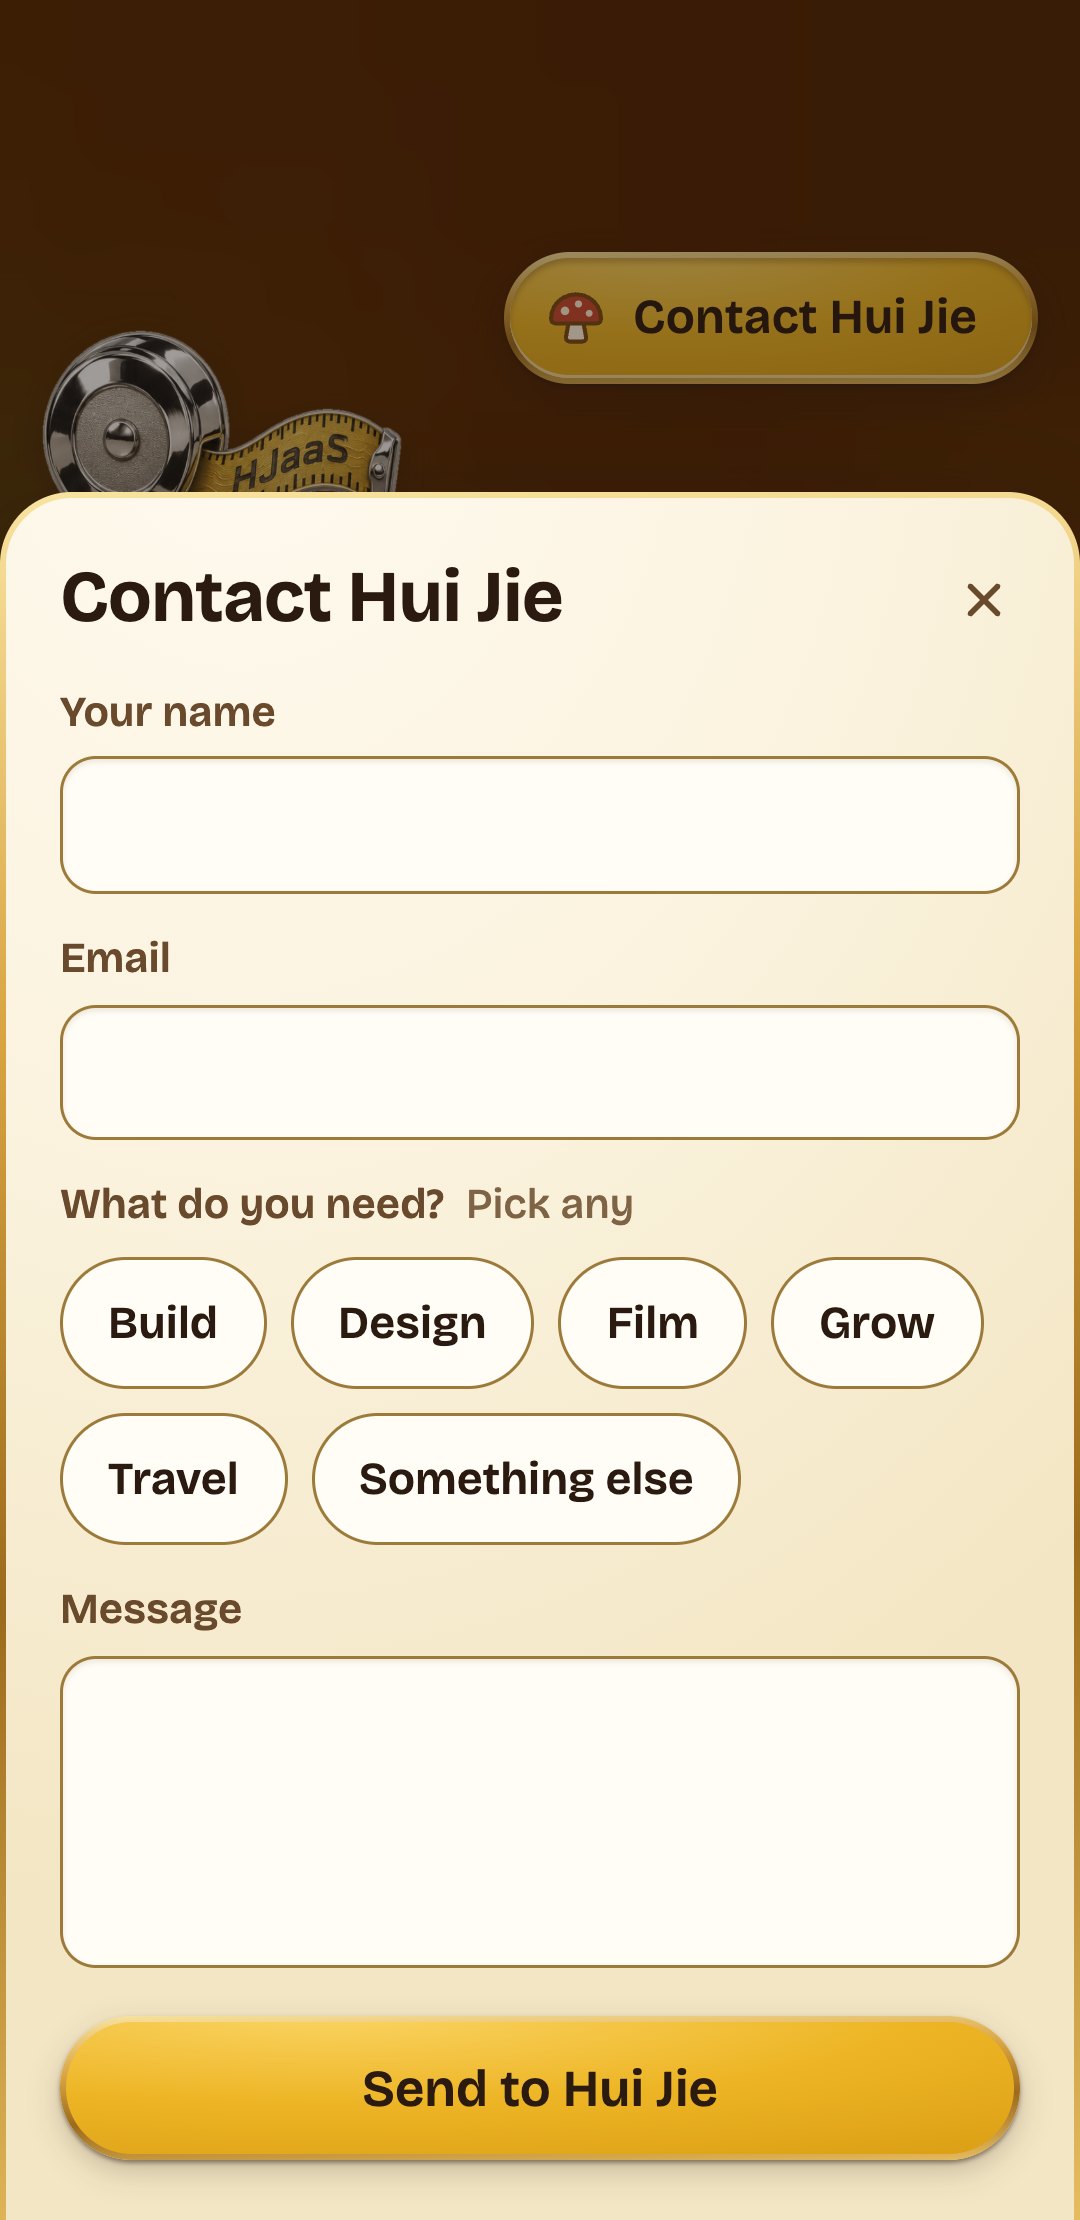 Contact Hui Jie
HJaaS
Contact Hui Jie
Your name
Email
What do you need? Pick any
Build Design Film Grow
Travel Something else
Message
Send to Hui Jie